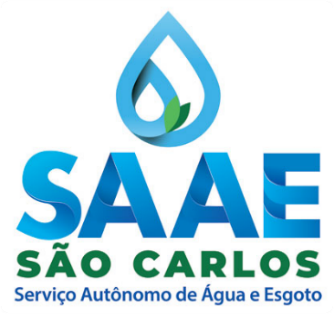 SAAE
SÃO CARLOS
Serviço Autônomo de Água e Esgoto